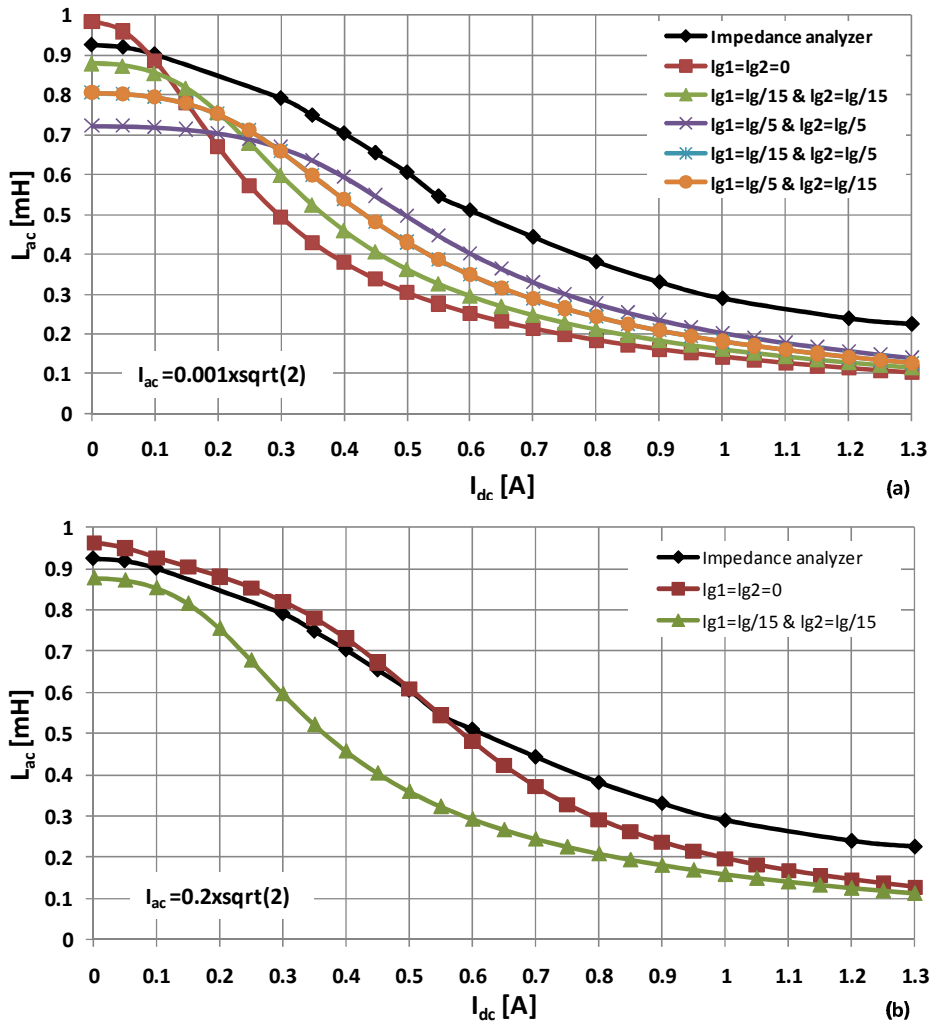 1
0.9
0.8
0.7
0.6
0.5
0.4
0.3
0.2
0.1
0
L_ac [mH]
Impedance analyzer
lg1=lg2=0
lg1=lg/15 & lg2=lg/15
lg1=lg/5 & lg2=lg/5
lg1=lg/15 & lg2=lg/5
lg1=lg/5 & lg2=lg/15
I_ac=0.001xsqrt(2)
0 0.1 0.2 0.3 0.4 0.5 0.6 0.7 0.8 0.9 1 1.1 1.2 1.3
I_dc [A]
(a)
1
0.9
0.8
0.7
0.6
0.5
0.4
0.3
0.2
0.1
0
L_ac [mH]
Impedance analyzer
lg1=lg2=0
lg1=lg/15 & lg2=lg/15
I_ac=0.2xsqrt(2)
0 0.1 0.2 0.3 0.4 0.5 0.6 0.7 0.8 0.9 1 1.1 1.2 1.3
I_dc [A]
(b)